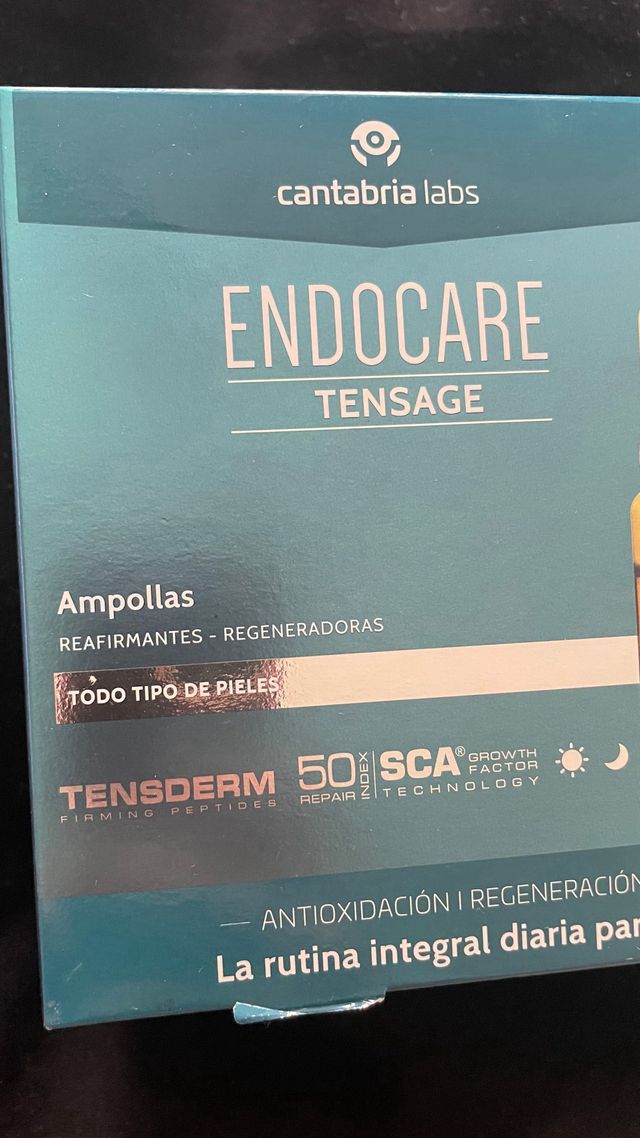 cantabria labs
ENDOCARE
TENSAGE
Ampollas
REAFIRMANTES - REGENERADORAS
TODO TIPO DE PIELES
TENSDERM
FIRMING PEPTIDES
50
REPAIR
INDEX
SCA® GROWTH
FACTOR
TECHNOLOGY
— ANTIOXIDACIÓN | REGENERACIÓN
La rutina integral diaria